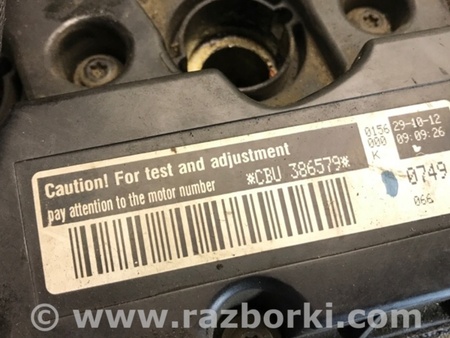 Caution! For test and adjustment
pay attention to the motor number
*CBU 386579*
0156
000
K
29-10-12
09:09:26
0749
066
www.razborki.com